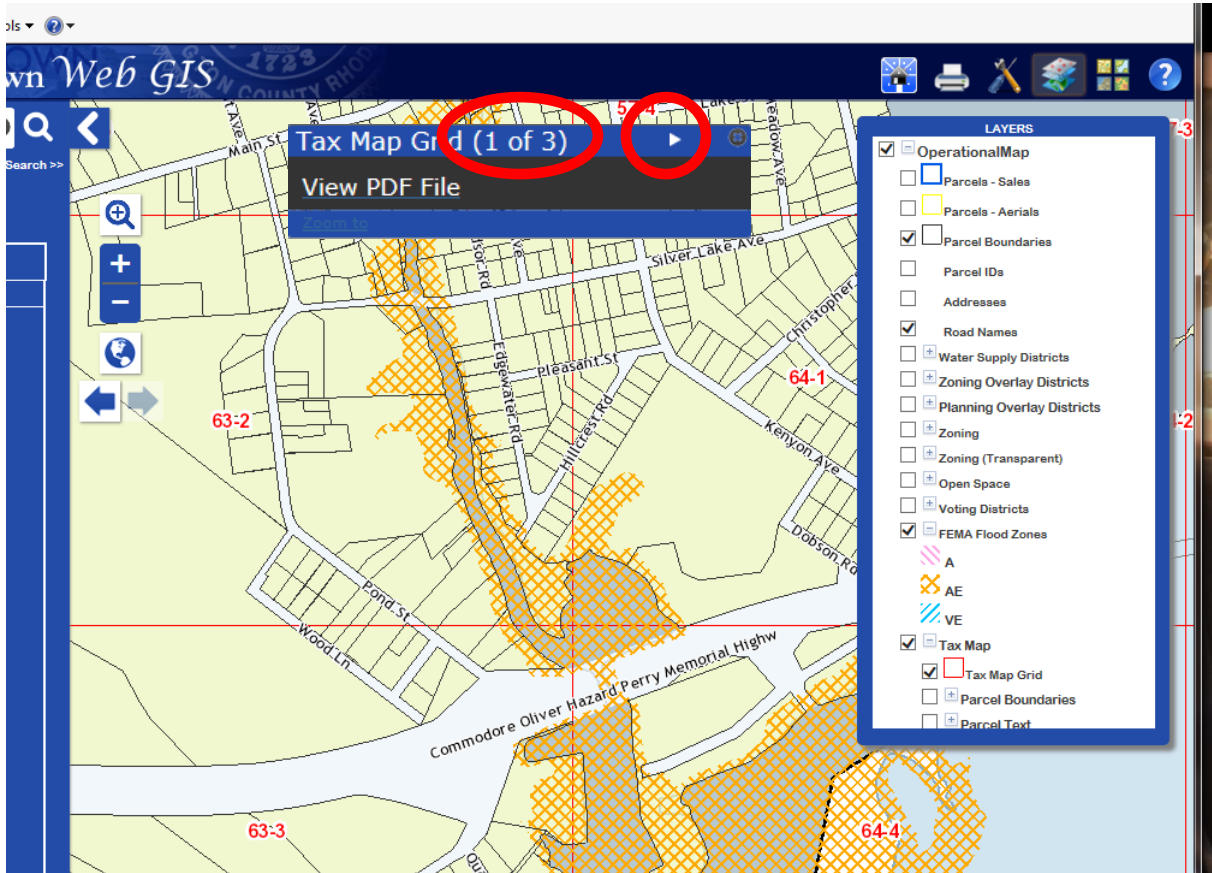 ols
wn Web GIS
1723
COUNTY RHOD
Search >>
Main St
Tax Map Grid (1 of 3)
View PDF File
Zoom to
Silver Lake Ave
Christopher
Edgewater Rd
Pleasant St
Hillcrest Rd
Kenyon Ave
Dobson Rd
63-2
64-1
Pond St
Wood Ln
Commodore Oliver Hazard Perry Memorial Highw
63-3
64-4
LAYERS
OperationalMap
Parcels - Sales
Parcels - Aerials
Parcel Boundaries
Parcel IDs
Addresses
Road Names
Water Supply Districts
Zoning Overlay Districts
Planning Overlay Districts
Zoning
Zoning (Transparent)
Open Space
Voting Districts
FEMA Flood Zones
A
AE
VE
Tax Map
Tax Map Grid
Parcel Boundaries
Parcel Text